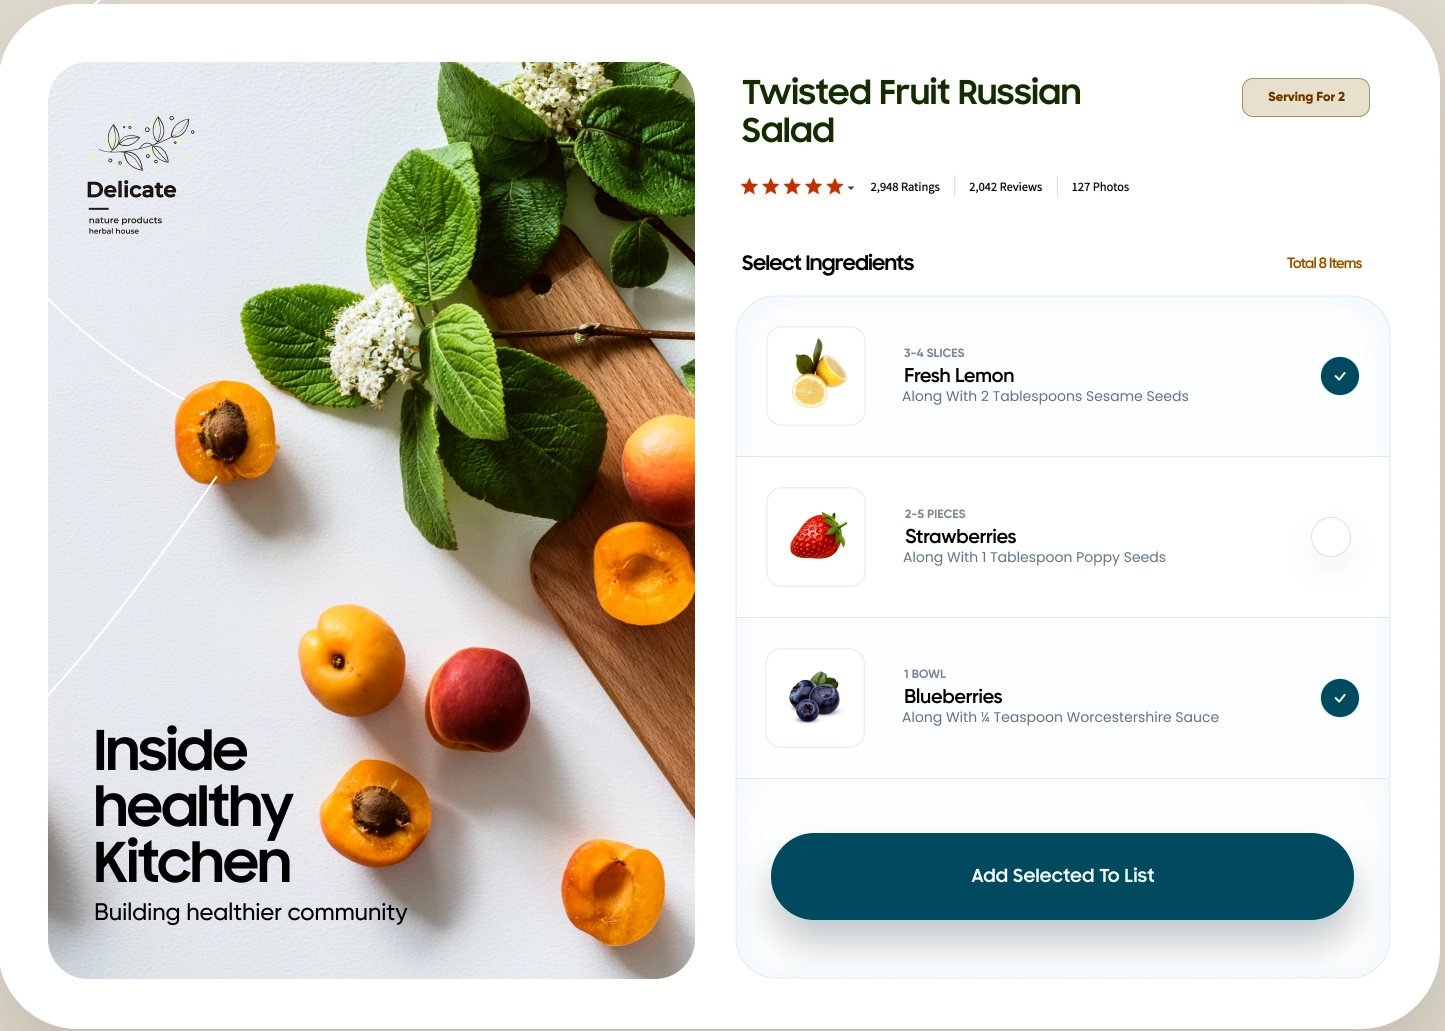 Delicate
nature products
herbal house
Inside
healthy
Kitchen
Building healthier community
Twisted Fruit Russian
Salad
Serving For 2
2,948 Ratings
2,042 Reviews
127 Photos
Select Ingredients
Total 8 Items
3-4 SLICES
Fresh Lemon
Along With 2 Tablespoons Sesame Seeds
2-5 PIECES
Strawberries
Along With 1 Tablespoon Poppy Seeds
1 BOWL
Blueberries
Along With ¼ Teaspoon Worcestershire Sauce
Add Selected To List